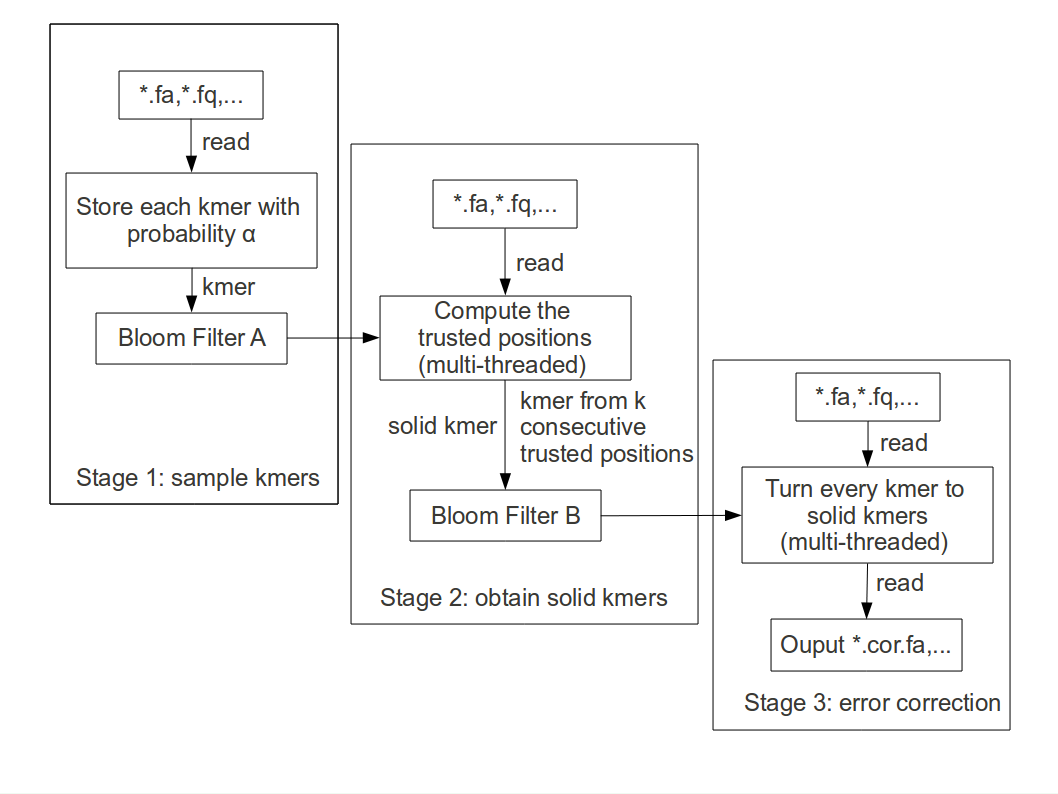 *.fa,*.fq,...
read
Store each kmer with
probability α
kmer
Bloom Filter A
Stage 1: sample kmers
*.fa,*.fq,...
read
Compute the
trusted positions
(multi-threaded)
solid kmer
kmer from k
consecutive
trusted positions
Bloom Filter B
Stage 2: obtain solid kmers
*.fa,*.fq,...
read
Turn every kmer to
solid kmers
(multi-threaded)
read
Ouput *.cor.fa,...
Stage 3: error correction